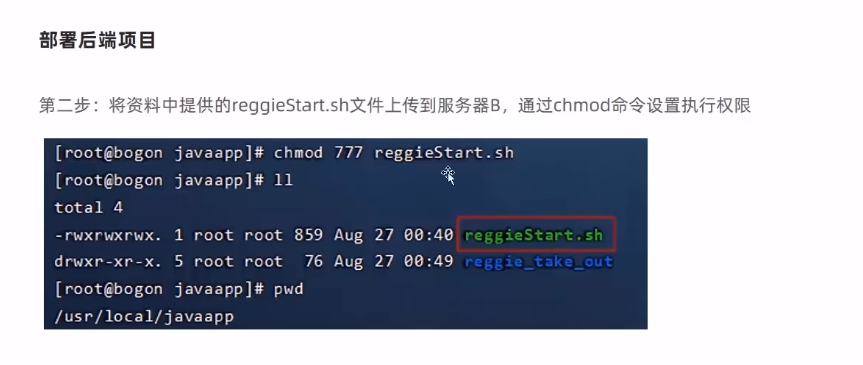 部署后端项目
第二步：将资料中提供的reggieStart.sh文件上传到服务器B，通过chmod命令设置执行权限
[root@bogon javaapp]# chmod 777 reggieStart.sh
[root@bogon javaapp]# ll
total 4
-rwxrwxrwx. 1 root root 859 Aug 27 00:40 reggieStart.sh
drwxr-xr-x. 5 root root  76 Aug 27 00:49 reggie_take_out
[root@bogon javaapp]# pwd
/usr/local/javaapp